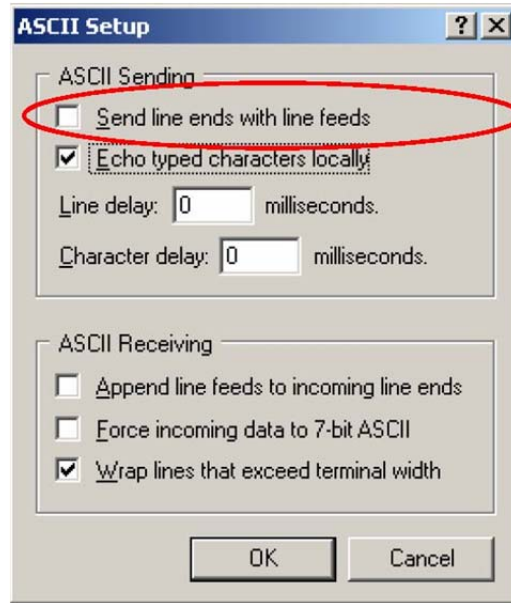 ASCII Setup
ASCII Sending
Send line ends with line feeds
Echo typed characters locally
Line delay: 0 milliseconds.
Character delay: 0 milliseconds.
ASCII Receiving
Append line feeds to incoming line ends
Force incoming data to 7-bit ASCII
Wrap lines that exceed terminal width
OK Cancel